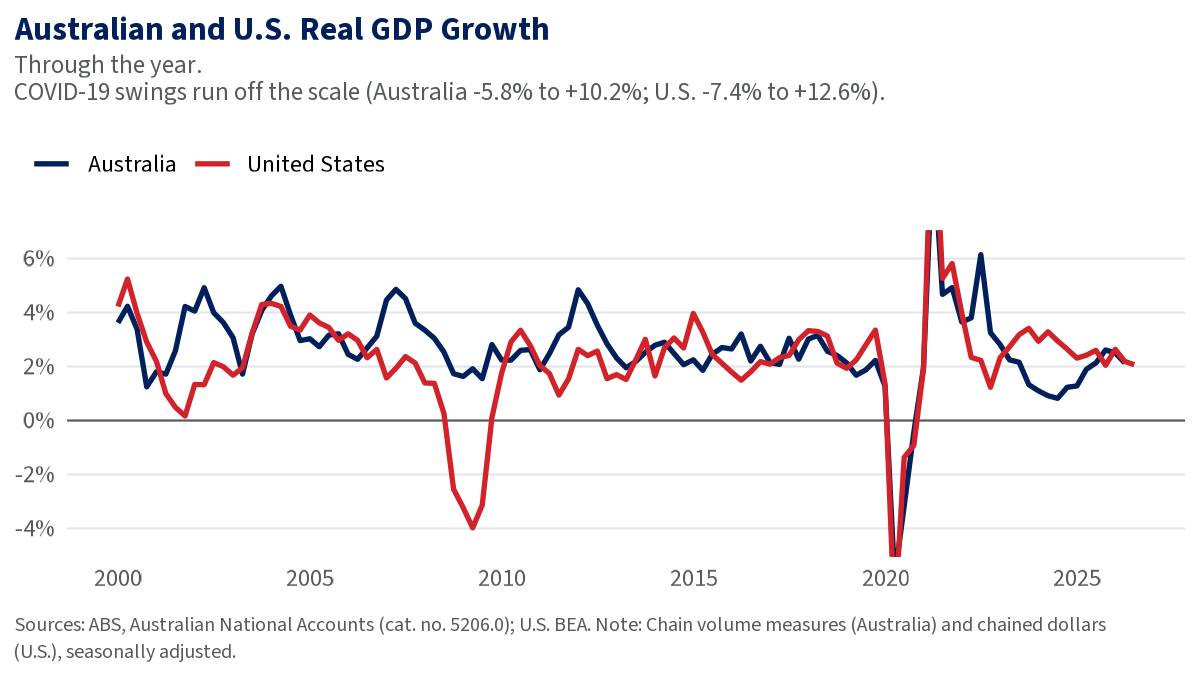 Australian and U.S. Real GDP Growth
Through the year.
COVID-19 swings run off the scale (Australia -5.8% to +10.2%; U.S. -7.4% to +12.6%).
Australia United States
6%
4%
2%
0%
-2%
-4%
2000 2005 2010 2015 2020 2025
Sources: ABS, Australian National Accounts (cat. no. 5206.0); U.S. BEA. Note: Chain volume measures (Australia) and chained dollars
(U.S.), seasonally adjusted.